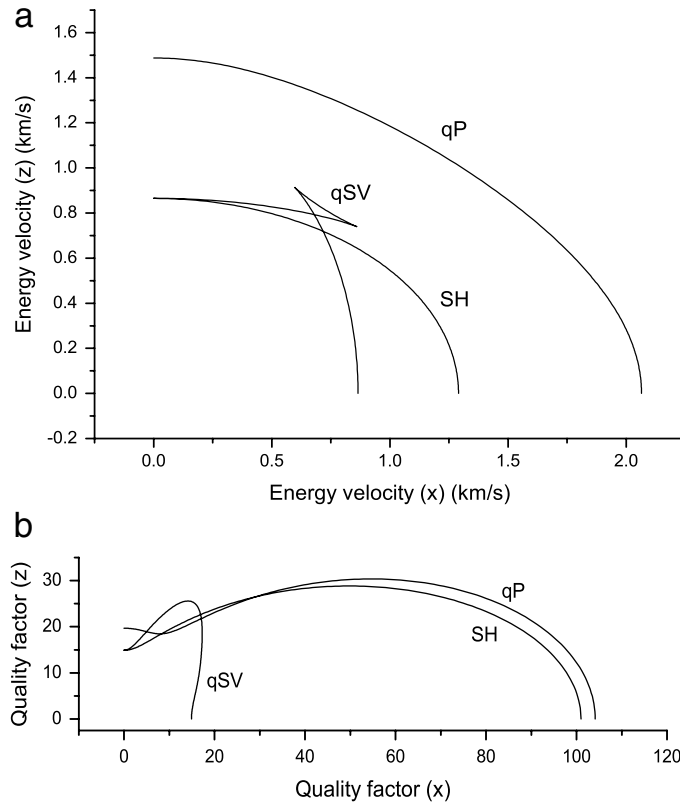 a
1.6
1.4
1.2
1.0
0.8
0.6
0.4
0.2
0.0
-0.2
Energy velocity (z) (km/s)
qP
qSV
SH
0.0 0.5 1.0 1.5 2.0
Energy velocity (x) (km/s)
b
30
20
10
0
Quality factor (z)
qP
SH
qSV
0 20 40 60 80 100 120
Quality factor (x)